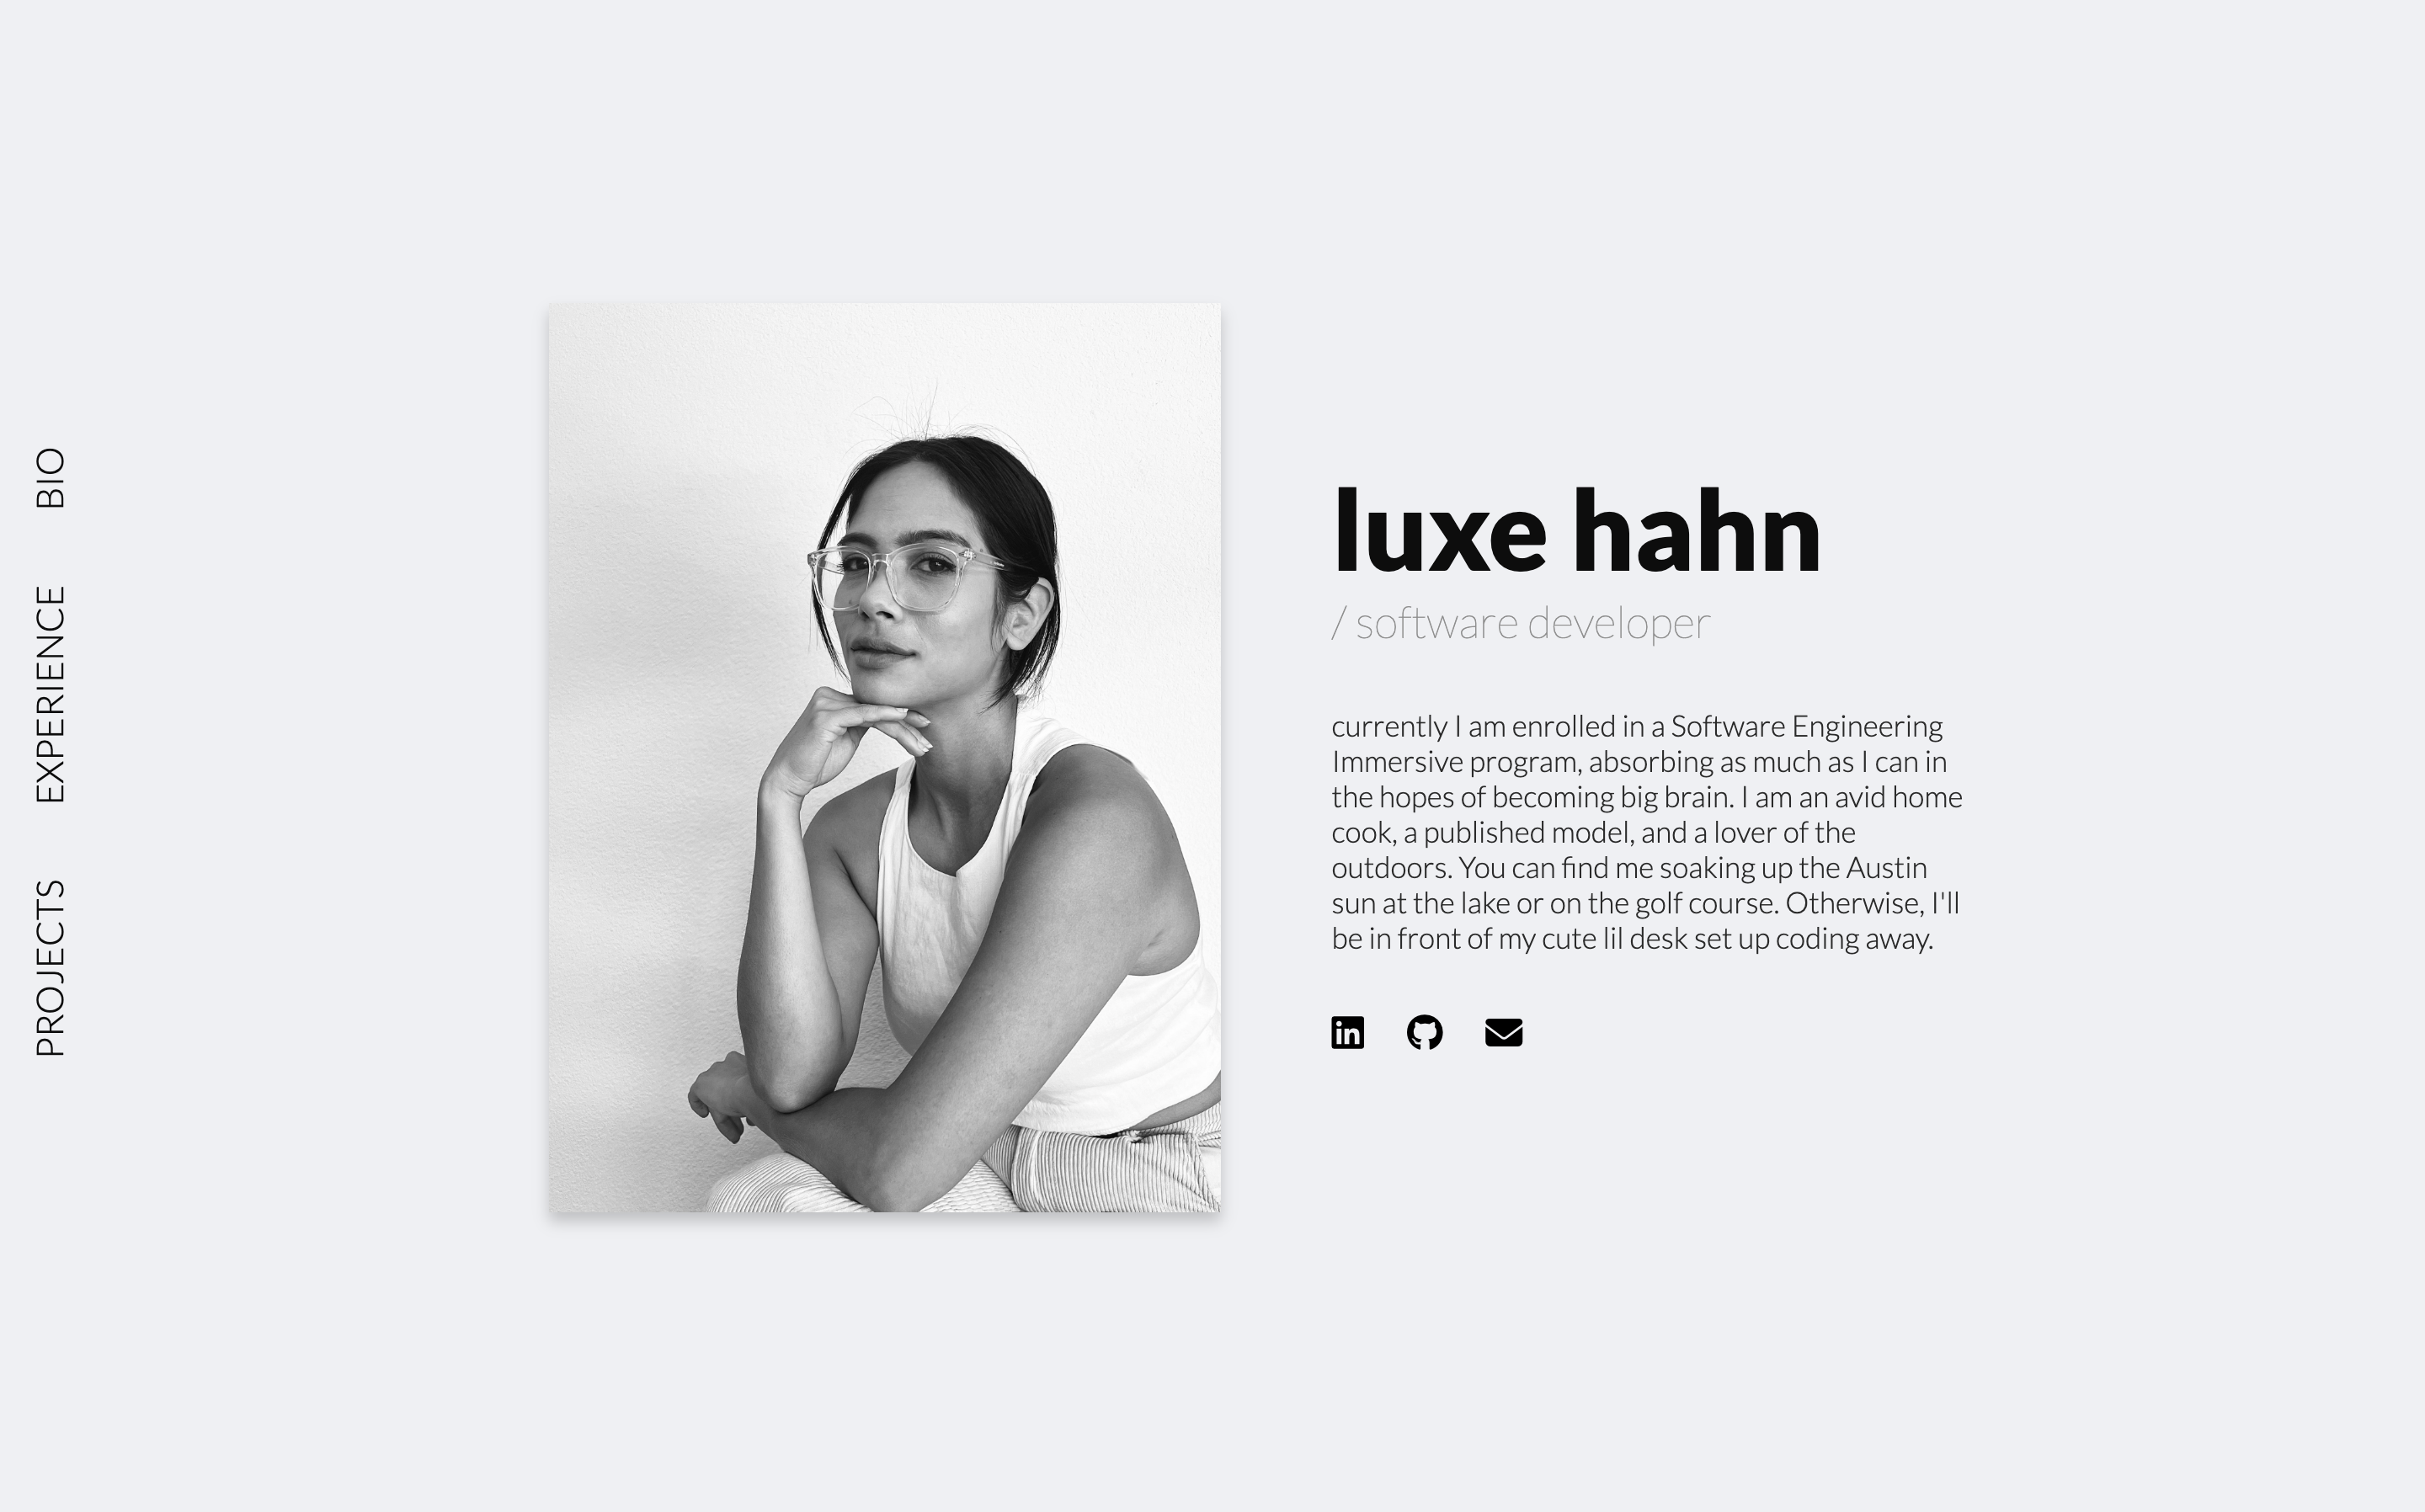 BIO
EXPERIENCE
PROJECTS
luxe hahn
/ software developer
currently I am enrolled in a Software Engineering
Immersive program, absorbing as much as I can in
the hopes of becoming big brain. I am an avid home
cook, a published model, and a lover of the
outdoors. You can find me soaking up the Austin
sun at the lake or on the golf course. Otherwise, I'll
be in front of my cute lil desk set up coding away.
in